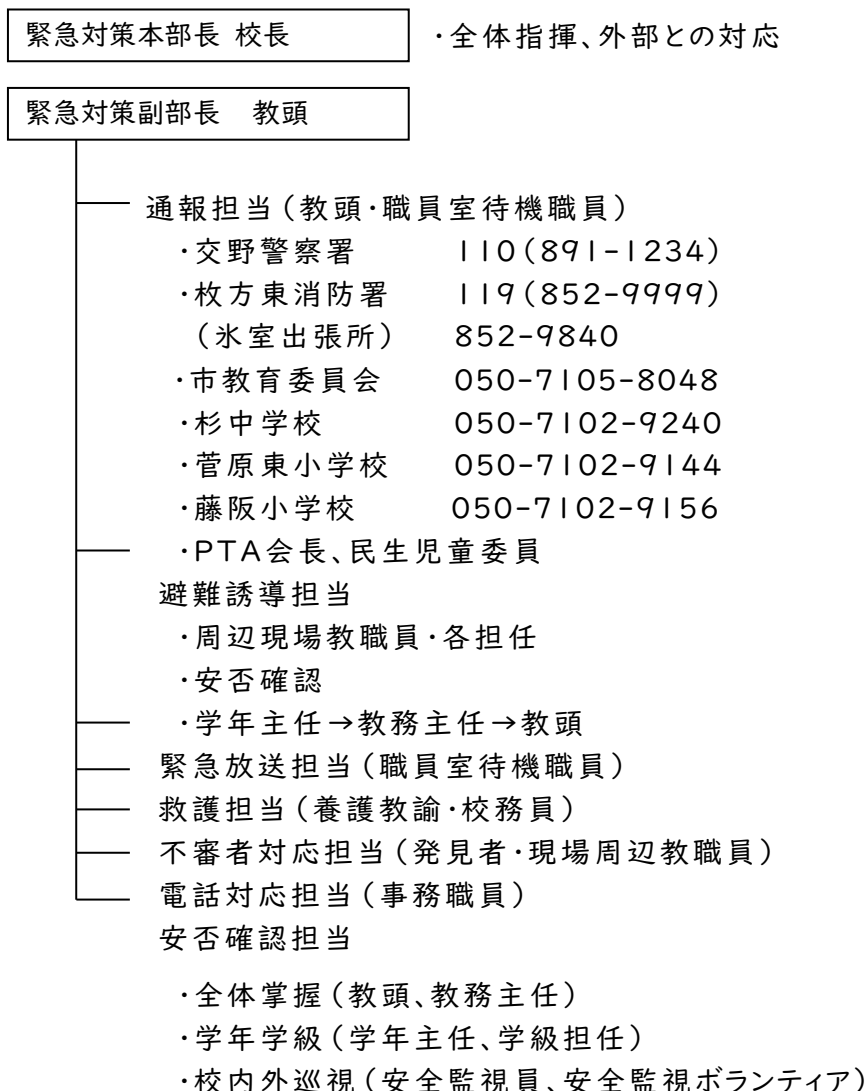 緊急対策本部長 校長 ・全体指揮、外部との対応
緊急対策副部長 教頭
通報担当(教頭・職員室待機職員)
・交野警察署 110(891-1234)
・枚方東消防署 119(852-9999)
(氷室出張所) 852-9840
・市教育委員会 050-7105-8048
・杉中学校 050-7102-9240
・菅原東小学校 050-7102-9144
・藤阪小学校 050-7102-9156
・PTA会長、民生児童委員
避難誘導担当
・周辺現場教職員・各担任
・安否確認
・学年主任→教務主任→教頭
緊急放送担当(職員室待機職員)
救護担当(養護教諭・校務員)
不審者対応担当(発見者・現場周辺教職員)
電話対応担当(事務職員)
安否確認担当
・全体掌握(教頭、教務主任)
・学年学級(学年主任、学級担任)
・校内外巡視(安全監視員、安全監視ボランティア)